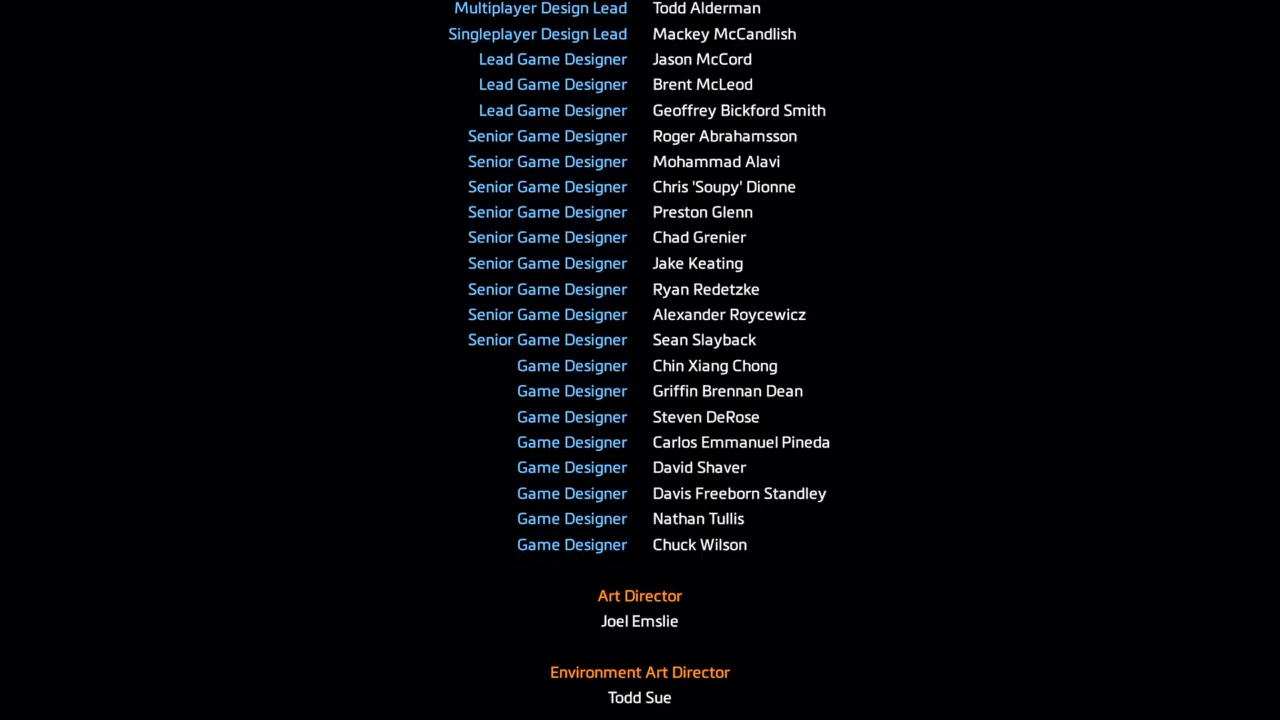 Multiplayer Design Lead Todd Alderman
Singleplayer Design Lead Mackey McCandlish
Lead Game Designer Jason McCord
Lead Game Designer Brent McLeod
Lead Game Designer Geoffrey Bickford Smith
Senior Game Designer Roger Abrahamsson
Senior Game Designer Mohammad Alavi
Senior Game Designer Chris 'Soupy' Dionne
Senior Game Designer Preston Glenn
Senior Game Designer Chad Grenier
Senior Game Designer Jake Keating
Senior Game Designer Ryan Redetzke
Senior Game Designer Alexander Roycewicz
Senior Game Designer Sean Slayback
Game Designer Chin Xiang Chong
Game Designer Griffin Brennan Dean
Game Designer Steven DeRose
Game Designer Carlos Emmanuel Pineda
Game Designer David Shaver
Game Designer Davis Freeborn Standley
Game Designer Nathan Tullis
Game Designer Chuck Wilson
Art Director
Joel Emslie
Environment Art Director
Todd Sue